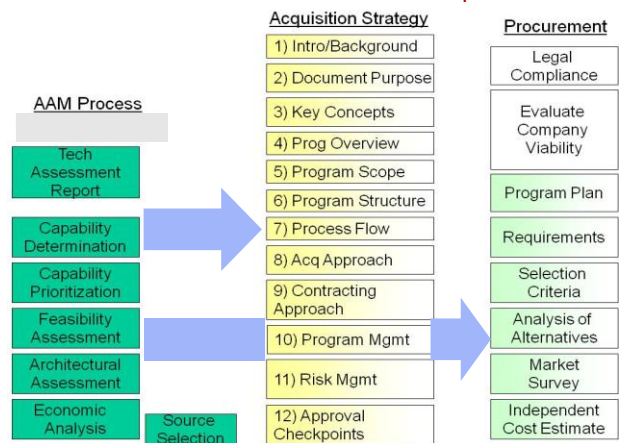 AAM Process
Tech
Assessment
Report
Capability
Determination
Capability
Prioritization
Feasibility
Assessment
Architectural
Assessment
Economic
Analysis
Source
Selection
Acquisition Strategy
1) Intro/Background
2) Document Purpose
3) Key Concepts
4) Prog Overview
5) Program Scope
6) Program Structure
7) Process Flow
8) Acq Approach
9) Contracting
Approach
10) Program Mgmt
11) Risk Mgmt
12) Approval
Checkpoints
Procurement
Legal
Compliance
Evaluate
Company
Viability
Program Plan
Requirements
Selection
Criteria
Analysis of
Alternatives
Market
Survey
Independent
Cost Estimate